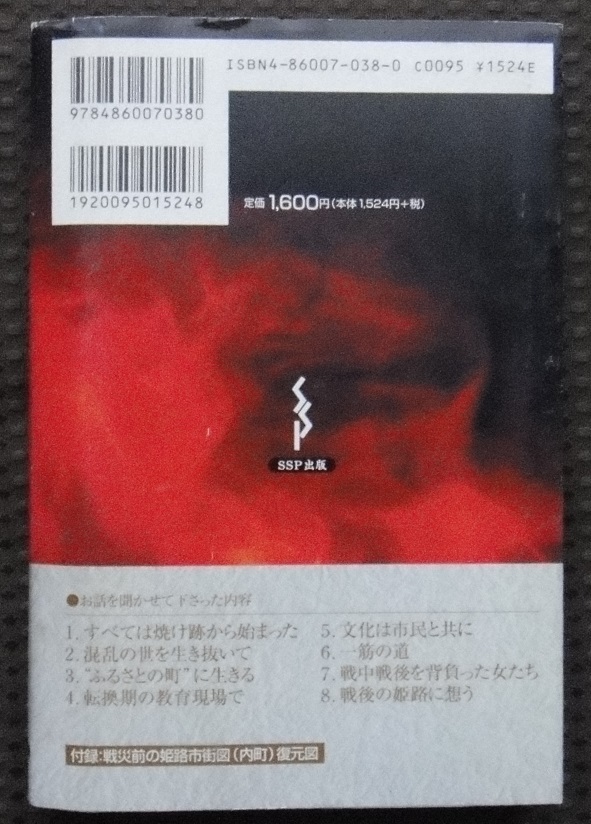 ISBN4-86007-038-0 C0095 ¥1524E
9784860070380
1920095015248
定価1,600円(本体1,524円+税)
SSP出版
●お話を聞かせて下さった内容
1. すべては焼け跡から始まった
2. 混乱の世を生き抜いて
3. “ふるさとの町”に生きる
4. 転換期の教育現場で
5. 文化は市民と共に
6. 一筋の道
7. 戦中戦後を背負った女たち
8. 戦後の姫路に想う
付録:戦災前の姫路市街図(内町)復元図